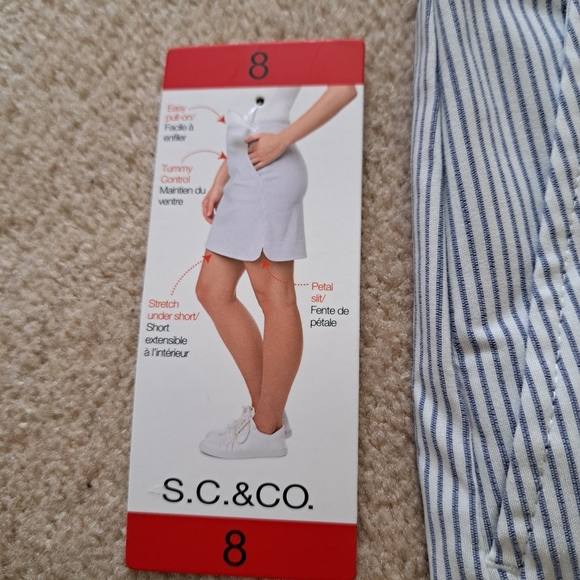 8
Easy
pull-on/
Facile à
enfiler
Tummy
Control
Maintien du
ventre
Stretch
under short/
Short
extensible
à l'intérieur
Petal
slit/
Fente de
pétale
S.C.&CO.
8